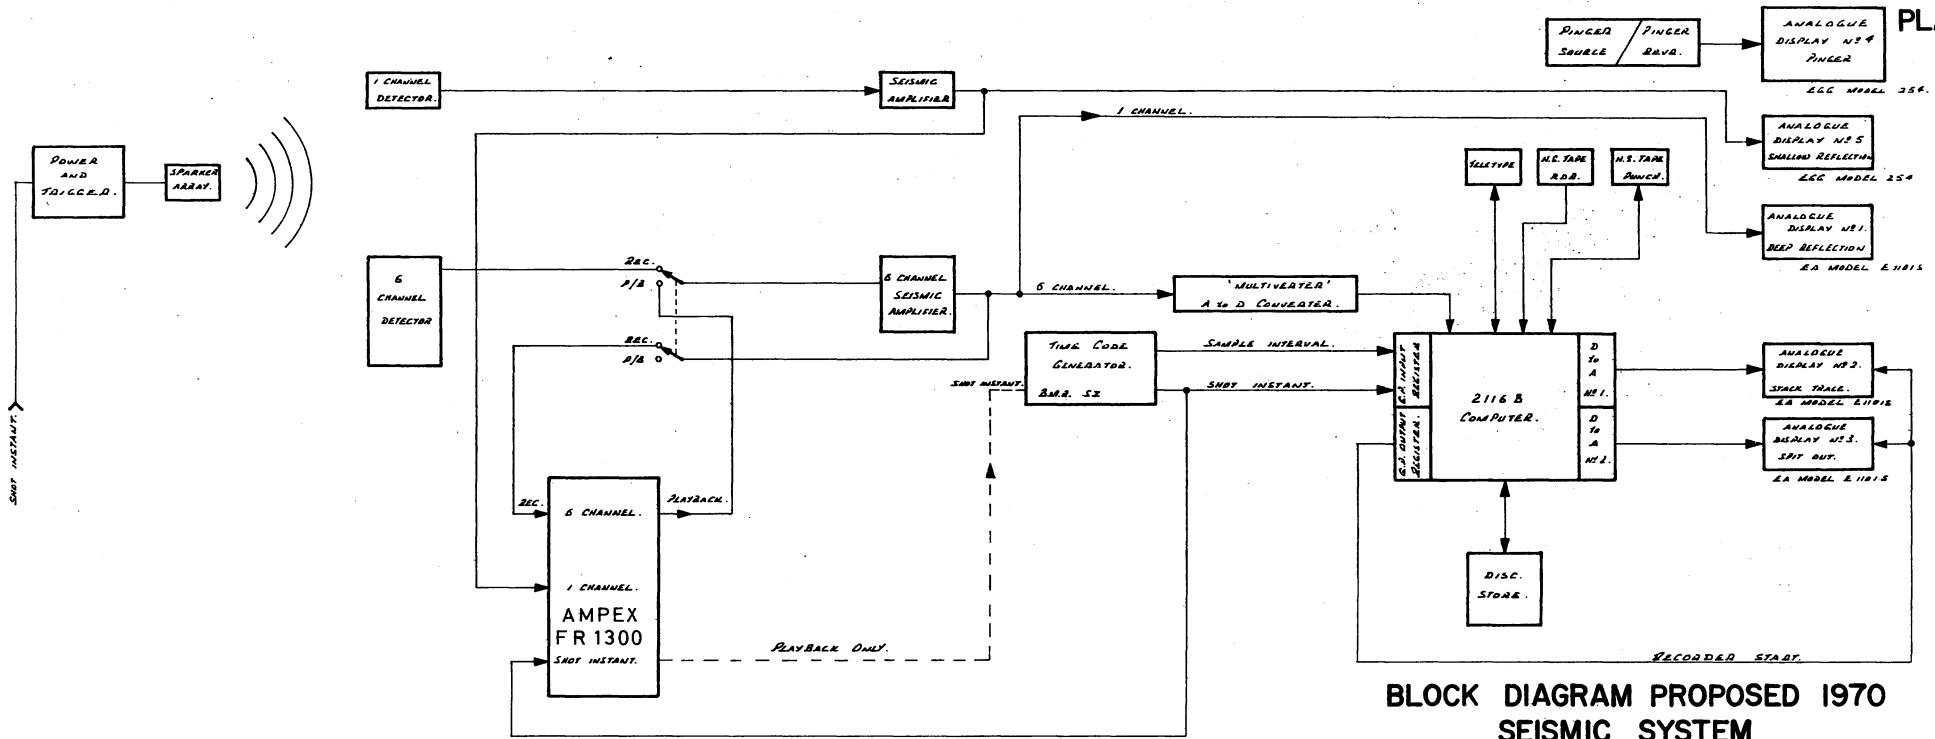 PINGER SOURCE / PINGER RCVR.
ANALOGUE
DISPLAY Nº 4
PINGER
EGG MODEL 254.
1 CHANNEL
DETECTOR.
SEISMIC
AMPLIFIER
1 CHANNEL.
ANALOGUE
DISPLAY Nº 5
SHALLOW REFLECTION
EGG MODEL 254
POWER
AND
TRIGGER.
SPARKER
ARRAY.
TELETYPE
H.S. TAPE
RDR.
H.S. TAPE
PUNCH.
ANALOGUE
DISPLAY Nº 1.
DEEP REFLECTION
EA MODEL E1101S
6
CHANNEL
DETECTOR
REC.
P/B
6 CHANNEL
SEISMIC
AMPLIFIER.
6 CHANNEL.
'MULTIVERTER'
A to D CONVERTER.
REC.
P/B
TIME CODE
GENERATOR.
B.M.R. SI
SAMPLE INTERVAL.
SHOT INSTANT.
SHOT INSTANT.
G.P. INPUT
REGISTER
G.P. OUTPUT
REGISTER.
2116 B
COMPUTER.
D
to
A
Nº 1.
D
to
A
Nº 2.
ANALOGUE
DISPLAY Nº 2.
STACK TRACE.
EA MODEL E1101S
ANALOGUE
DISPLAY Nº 3.
SPIT OUT.
EA MODEL E1101S
SHOT INSTANT.
REC.
6 CHANNEL.
PLAYBACK.
1 CHANNEL.
AMPEX
FR 1300
SHOT INSTANT.
PLAYBACK ONLY.
DISC.
STORE.
RECORDER START.
BLOCK DIAGRAM PROPOSED 1970
SEISMIC SYSTEM